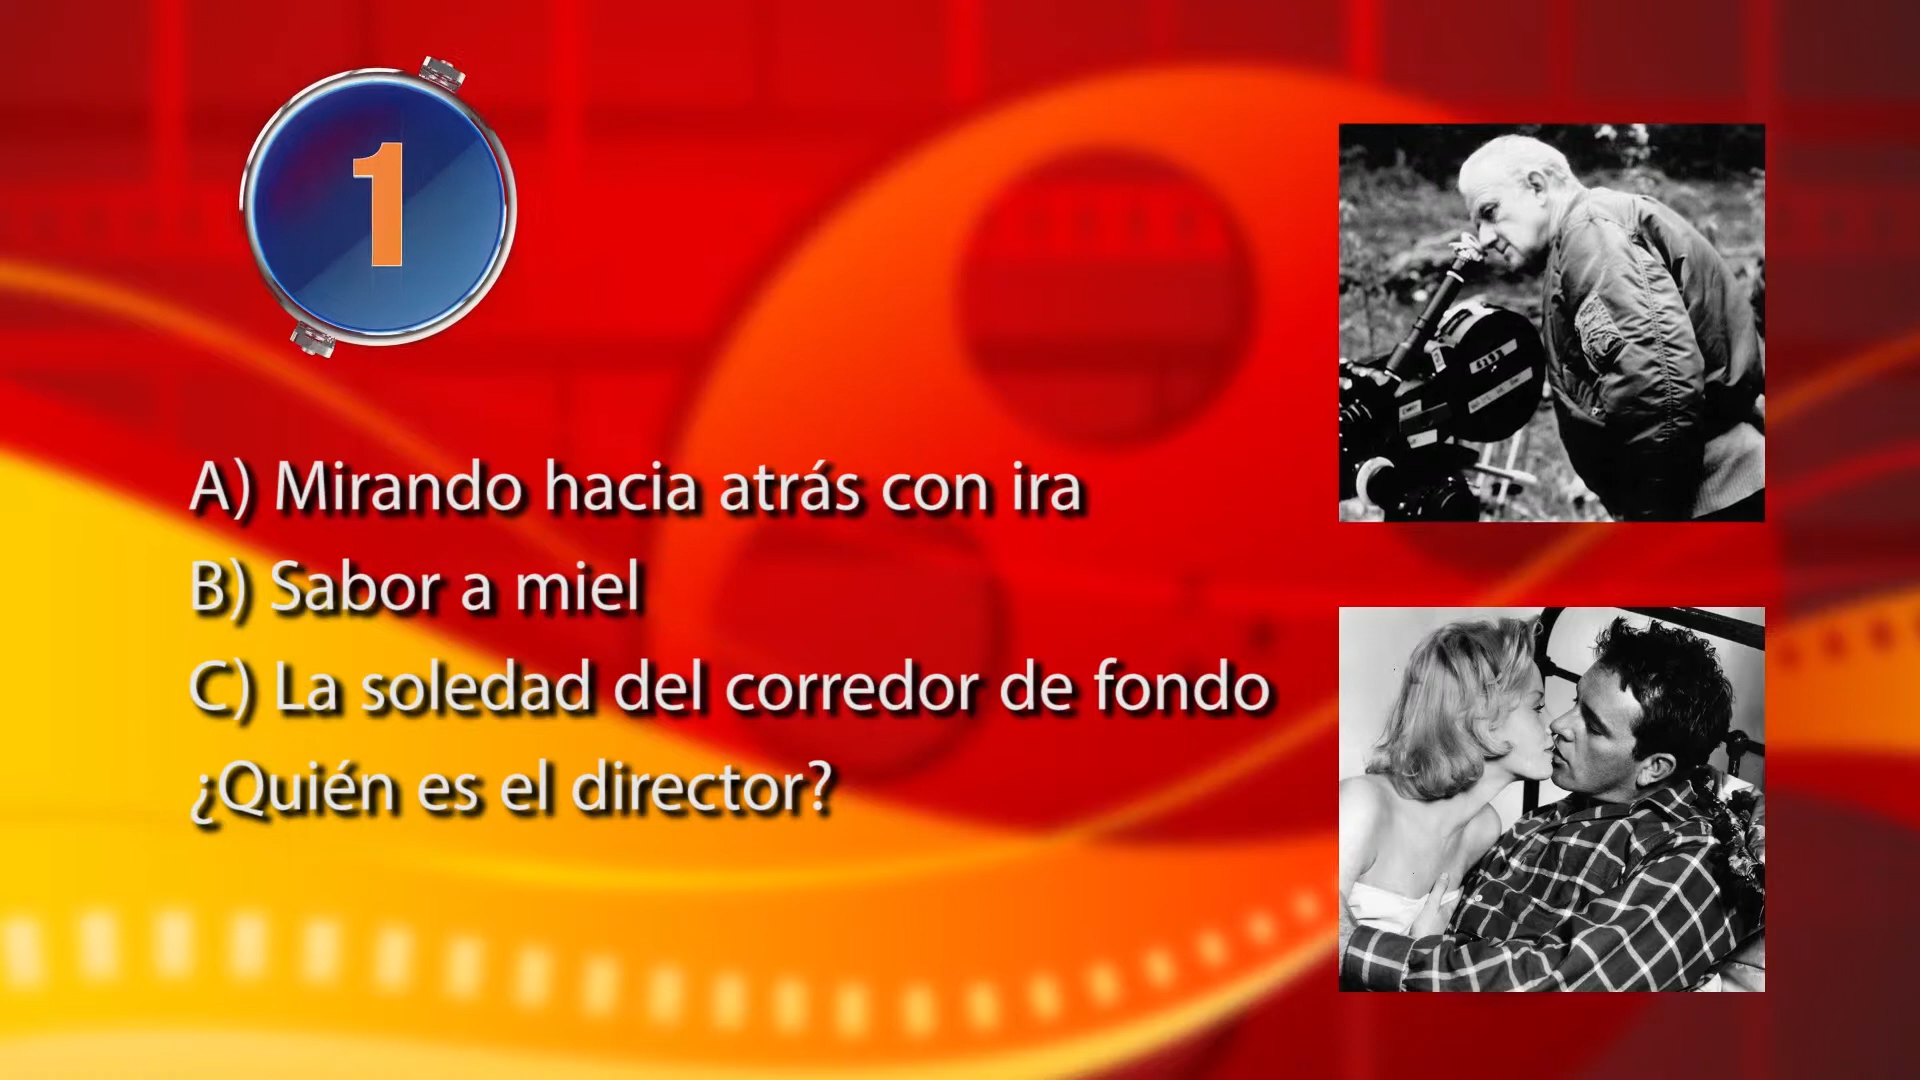 1
A) Mirando hacia atrás con ira
B) Sabor a miel
C) La soledad del corredor de fondo
¿Quién es el director?